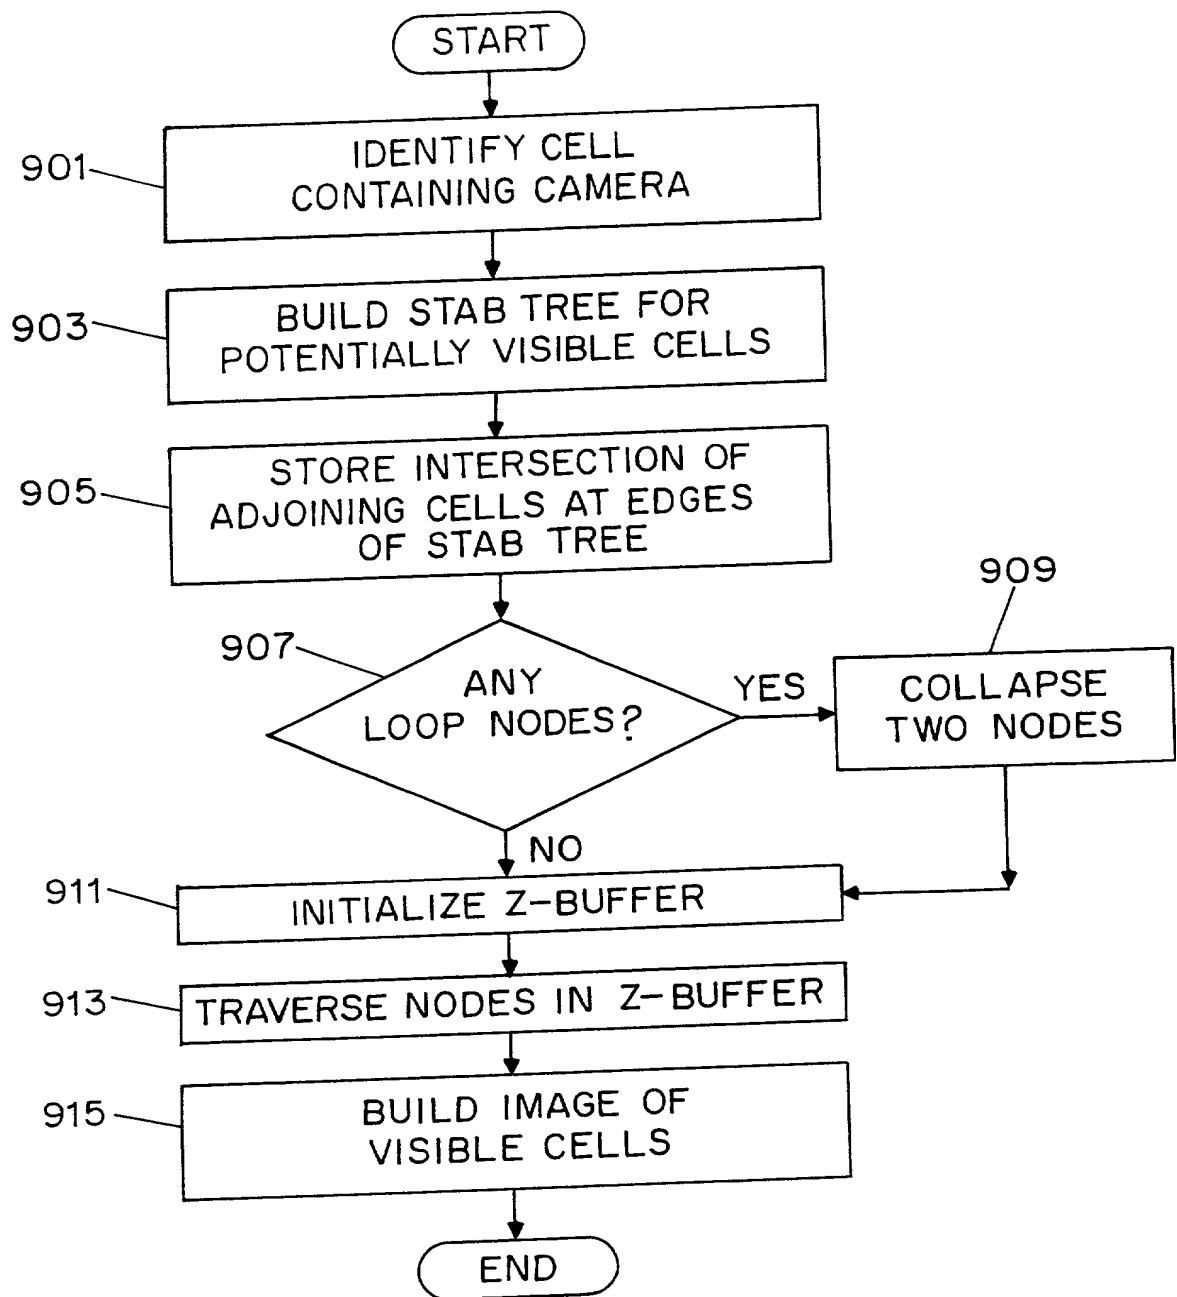 START
901
IDENTIFY CELL
CONTAINING CAMERA
903
BUILD STAB TREE FOR
POTENTIALLY VISIBLE CELLS
905
STORE INTERSECTION OF
ADJOINING CELLS AT EDGES
OF STAB TREE
907
ANY
LOOP NODES?
YES
909
COLLAPSE
TWO NODES
NO
911
INITIALIZE Z-BUFFER
913
TRAVERSE NODES IN Z-BUFFER
915
BUILD IMAGE OF
VISIBLE CELLS
END